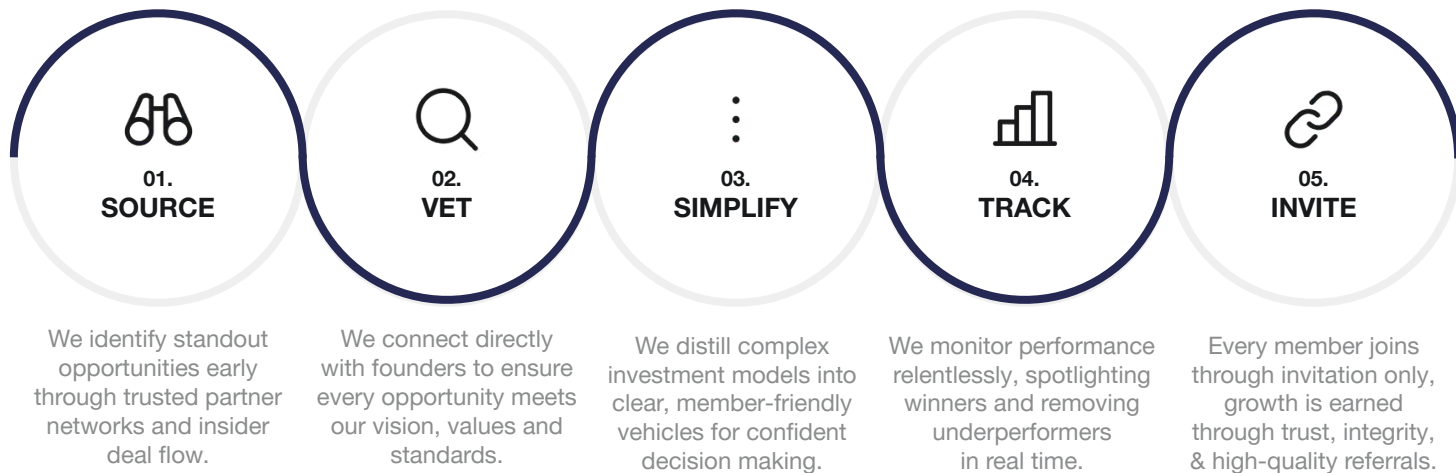 01.
SOURCE
We identify standout
opportunities early
through trusted partner
networks and insider
deal flow.
02.
VET
We connect directly
with founders to ensure
every opportunity meets
our vision, values and
standards.
03.
SIMPLIFY
We distill complex
investment models into
clear, member-friendly
vehicles for confident
decision making.
04.
TRACK
We monitor performance
relentlessly, spotlighting
winners and removing
underperformers
in real time.
05.
INVITE
Every member joins
through invitation only,
growth is earned
through trust, integrity,
& high-quality referrals.